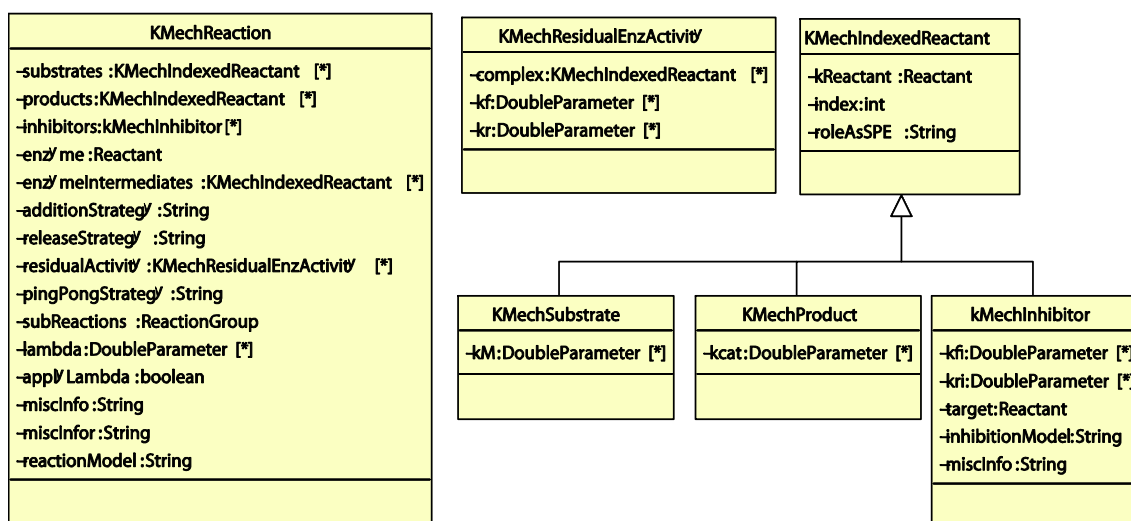 KMechReaction
-substrates :KMechIndexedReactant [*]
-products:KMechIndexedReactant [*]
-inhibitors:kMechInhibitor[*]
-enzyme :Reactant
-enzymeIntermediates :KMechIndexedReactant [*]
-additionStrategy :String
-releaseStrategy :String
-residualActivity :KMechResidualEnzActivity [*]
-pingPongStrategy :String
-subReactions :ReactionGroup
-lambda:DoubleParameter [*]
-applyLambda :boolean
-miscInfo :String
-miscInfor :String
-reactionModel :String
KMechResidualEnzActivity
-complex:KMechIndexedReactant [*]
-kf:DoubleParameter [*]
-kr:DoubleParameter [*]
KMechIndexedReactant
-kReactant :Reactant
-index:int
-roleAsSPE :String
KMechSubstrate
-kM:DoubleParameter [*]
KMechProduct
-kcat:DoubleParameter [*]
kMechInhibitor
-kfi:DoubleParameter [*]
-kri:DoubleParameter [*]
-target:Reactant
-inhibitionModel:String
-miscInfo :String